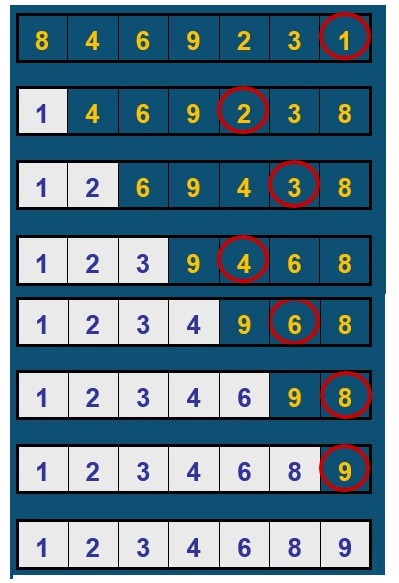 8 4 6 9 2 3 1
1 4 6 9 2 3 8
1 2 6 9 4 3 8
1 2 3 9 4 6 8
1 2 3 4 9 6 8
1 2 3 4 6 9 8
1 2 3 4 6 8 9
1 2 3 4 6 8 9